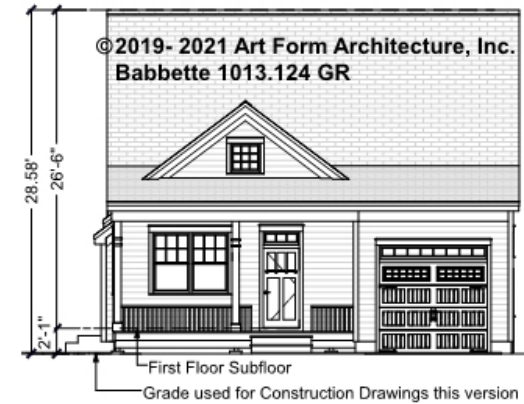 ©2019- 2021 Art Form Architecture, Inc.
Babbette 1013.124 GR
28.58'
26'-6"
2'-1"
First Floor Subfloor
Grade used for Construction Drawings this version